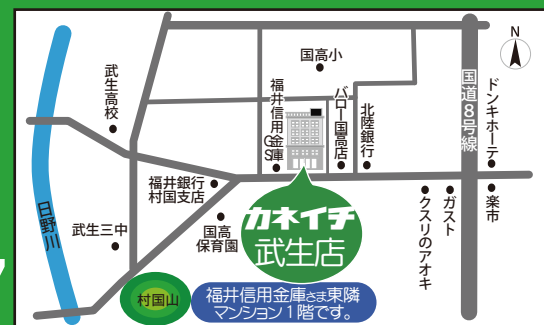 N
国高小
武生高校
福井信用金庫
GS
バロー国高店
北陸銀行
国道8号線
ドンキホーテ
福井銀行
村国支店
国高
保育園
カネイチ
武生店
クスリのアオキ
ガスト
楽市
日野川
武生三中
村国山
福井信用金庫さま東隣
マンション1階です。